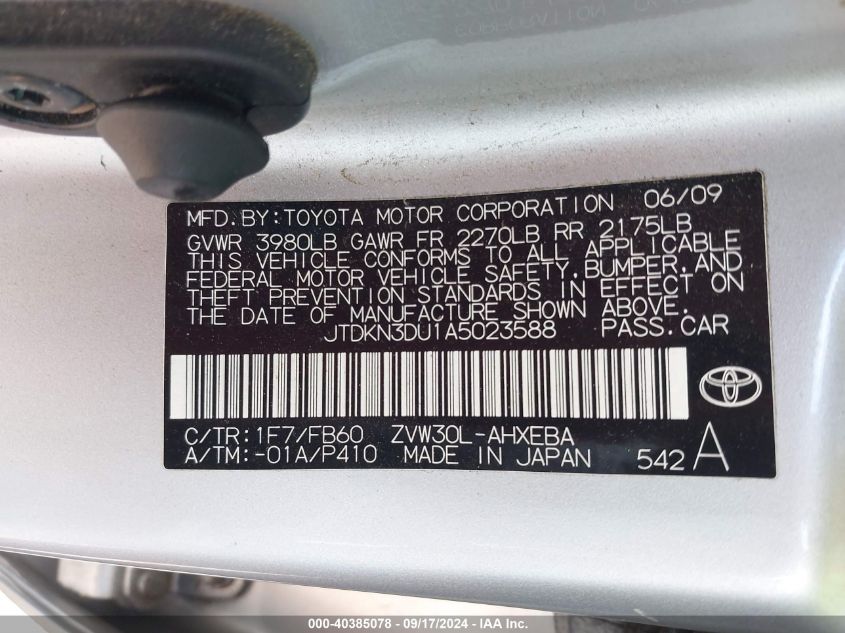 MFD.BY:TOYOTA MOTOR CORPORATION 06/09
GVWR 3980LB GAWR FR 2270LB RR 2175LB
THIS VEHICLE CONFORMS TO ALL APPLICABLE
FEDERAL MOTOR VEHICLE SAFETY,BUMPER,AND
THEFT PREVENTION STANDARDS IN EFFECT ON
THE DATE OF MANUFACTURE SHOWN ABOVE.
JTDKN3DU1A5023588 PASS.CAR
C/TR:1F7/FB60 ZVW30L-AHXEBA
A/TM:-01A/P410 MADE IN JAPAN 542 A
000-40385078 - 09/17/2024 - IAA Inc.